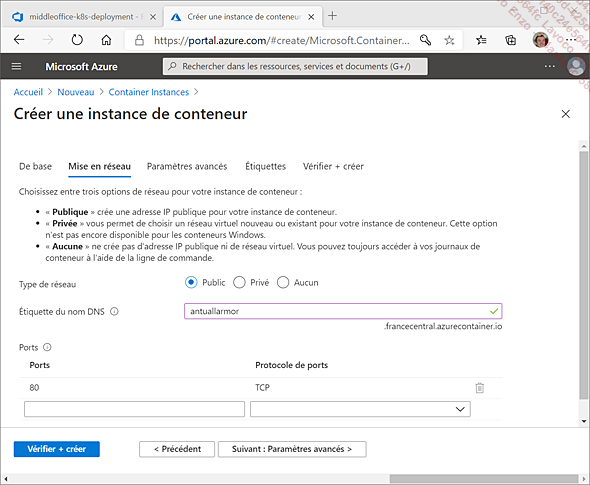 middleoffice-k8s-deployment -
Créer une instance de conteneur
https://portal.azure.com/#create/Microsoft.Container...
Microsoft Azure
Rechercher dans les ressources, services et documents (G+/)
Accueil > Nouveau > Container Instances >
Créer une instance de conteneur
De base Mise en réseau Paramètres avancés Étiquettes Vérifier + créer
Choisissez entre trois options de réseau pour votre instance de conteneur :
• « Publique » crée une adresse IP publique pour votre instance de conteneur.
• « Privée » vous permet de choisir un réseau virtuel nouveau ou existant pour votre instance de conteneur. Cette option
n'est pas encore disponible pour les conteneurs Windows.
• « Aucune » ne crée pas d'adresse IP publique ni de réseau virtuel. Vous pouvez toujours accéder à vos journaux de
conteneur à l'aide de la ligne de commande.
Type de réseau Public Privé Aucun
Étiquette du nom DNS antuallarmor
.francecentral.azurecontainer.io
Ports
Ports Protocole de ports
80 TCP
Vérifier + créer < Précédent Suivant : Paramètres avancés >